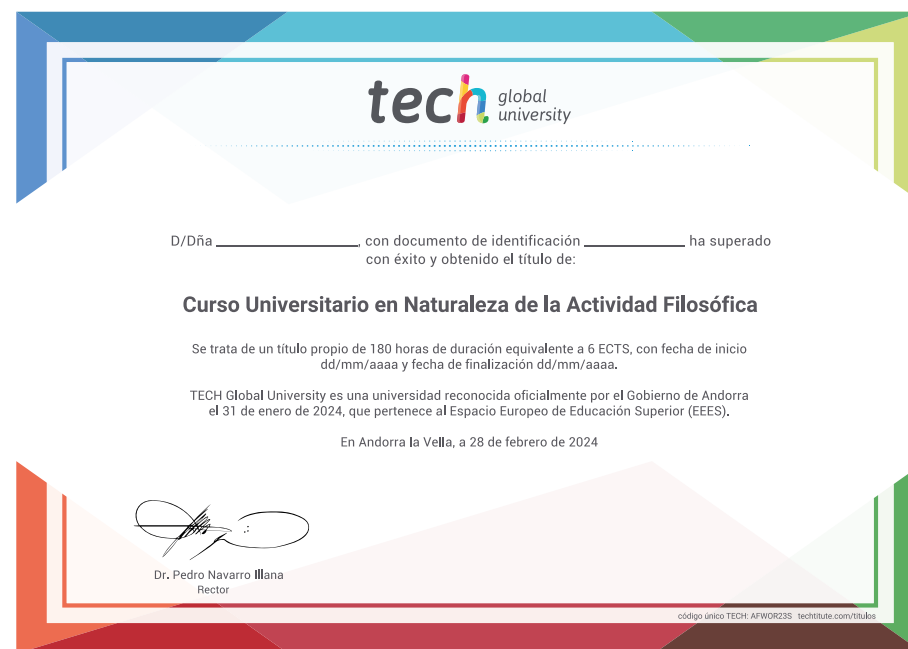 tech global university
D/Dña ____________, con documento de identificación ____________ ha superado
con éxito y obtenido el título de:
Curso Universitario en Naturaleza de la Actividad Filosófica
Se trata de un título propio de 180 horas de duración equivalente a 6 ECTS, con fecha de inicio
dd/mm/aaaa y fecha de finalización dd/mm/aaaa.
TECH Global University es una universidad reconocida oficialmente por el Gobierno de Andorra
el 31 de enero de 2024, que pertenece al Espacio Europeo de Educación Superior (EEES).
En Andorra la Vella, a 28 de febrero de 2024
Dr. Pedro Navarro Illana
Rector
código único TECH: AFWOR23S techtitute.com/titulos